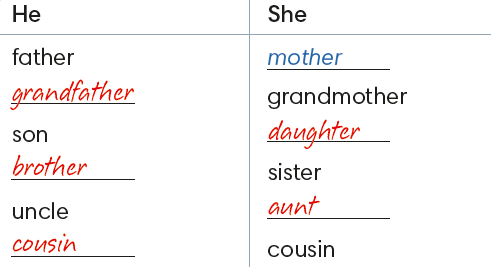 He She
father mother
grandfather grandmother
son daughter
brother sister
uncle aunt
cousin cousin